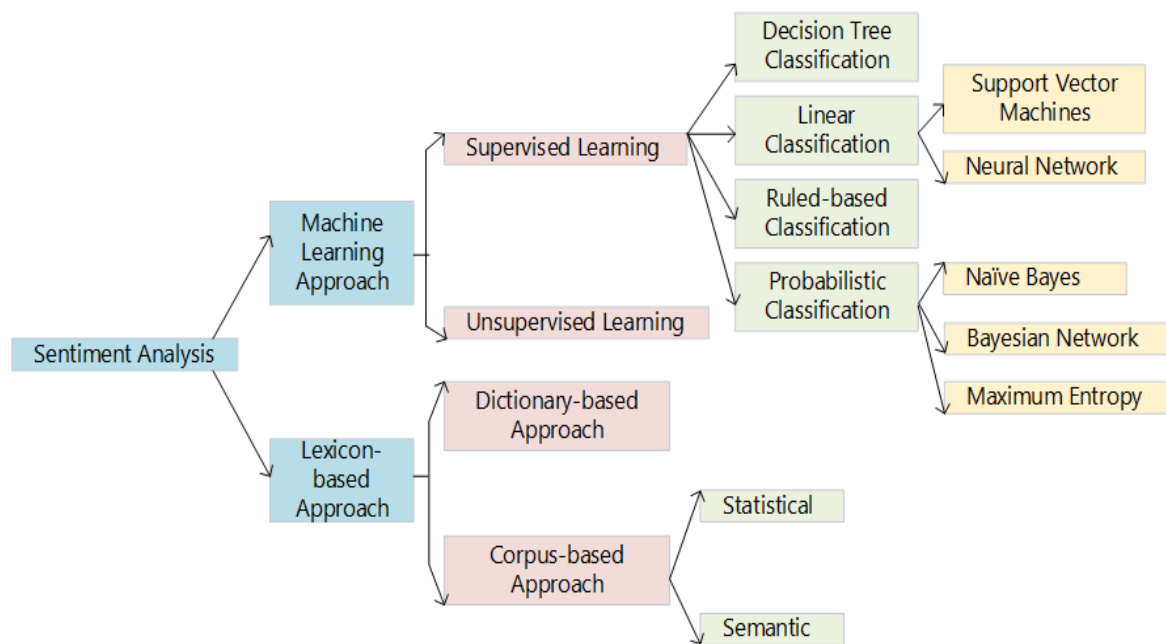 Decision Tree
Classification
Support Vector
Machines
Linear
Classification
Supervised Learning
Neural Network
Ruled-based
Classification
Machine
Learning
Approach
Probabilistic
Classification
Naïve Bayes
Unsupervised Learning
Bayesian Network
Sentiment Analysis
Maximum Entropy
Dictionary-based
Approach
Lexicon-
based
Approach
Statistical
Corpus-based
Approach
Semantic